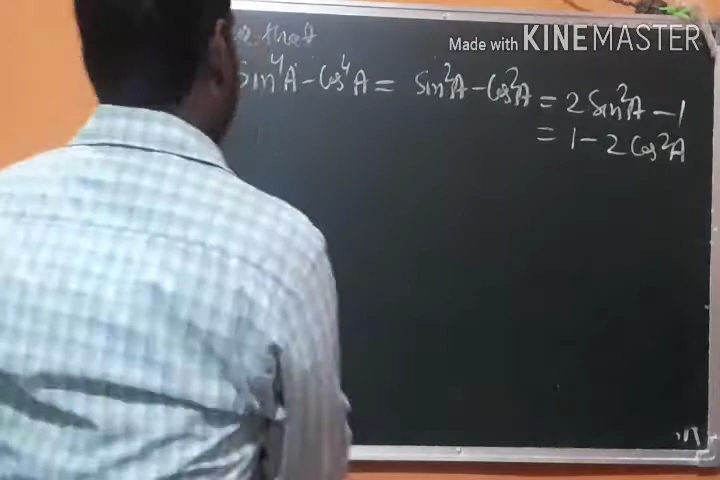 Made with KINEMASTER
that
Sin⁴A - Cos⁴A = Sin²A - Cos²A = 2 Sin²A - 1
= 1 - 2 Cos²A